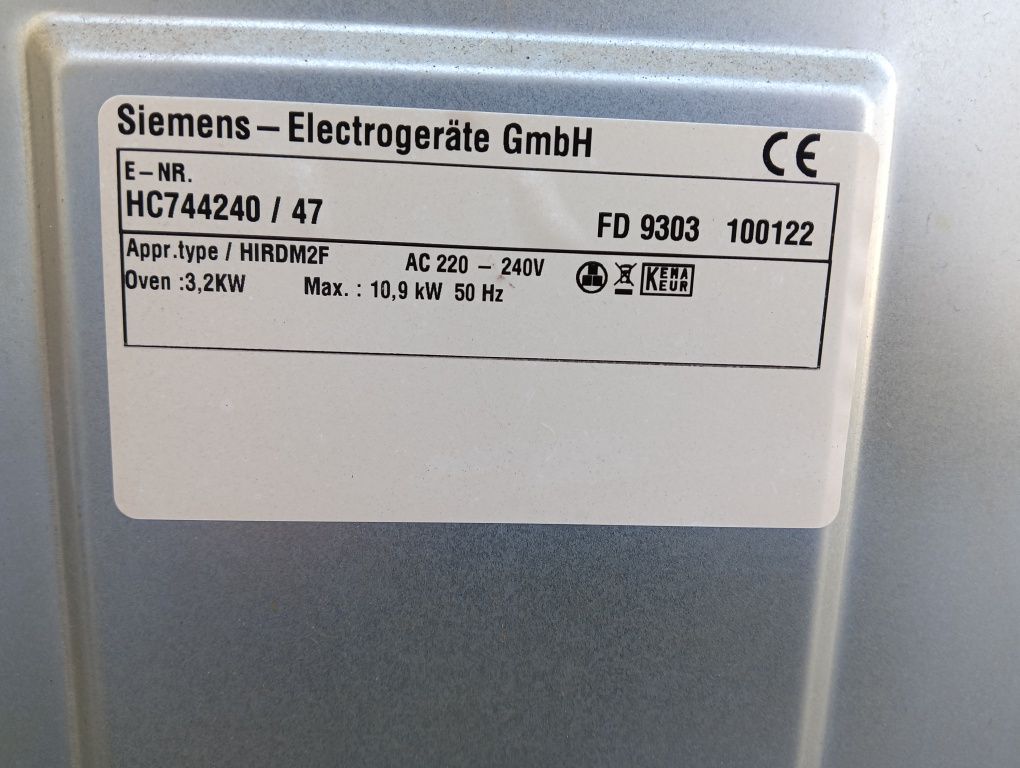 Siemens – Electrogeräte GmbH
CE
E – NR.
HC744240 / 47 FD 9303 100122
Appr.type / HIRDM2F AC 220 – 240V
Oven :3,2KW Max. : 10,9 kW 50 Hz
KEMA
EUR